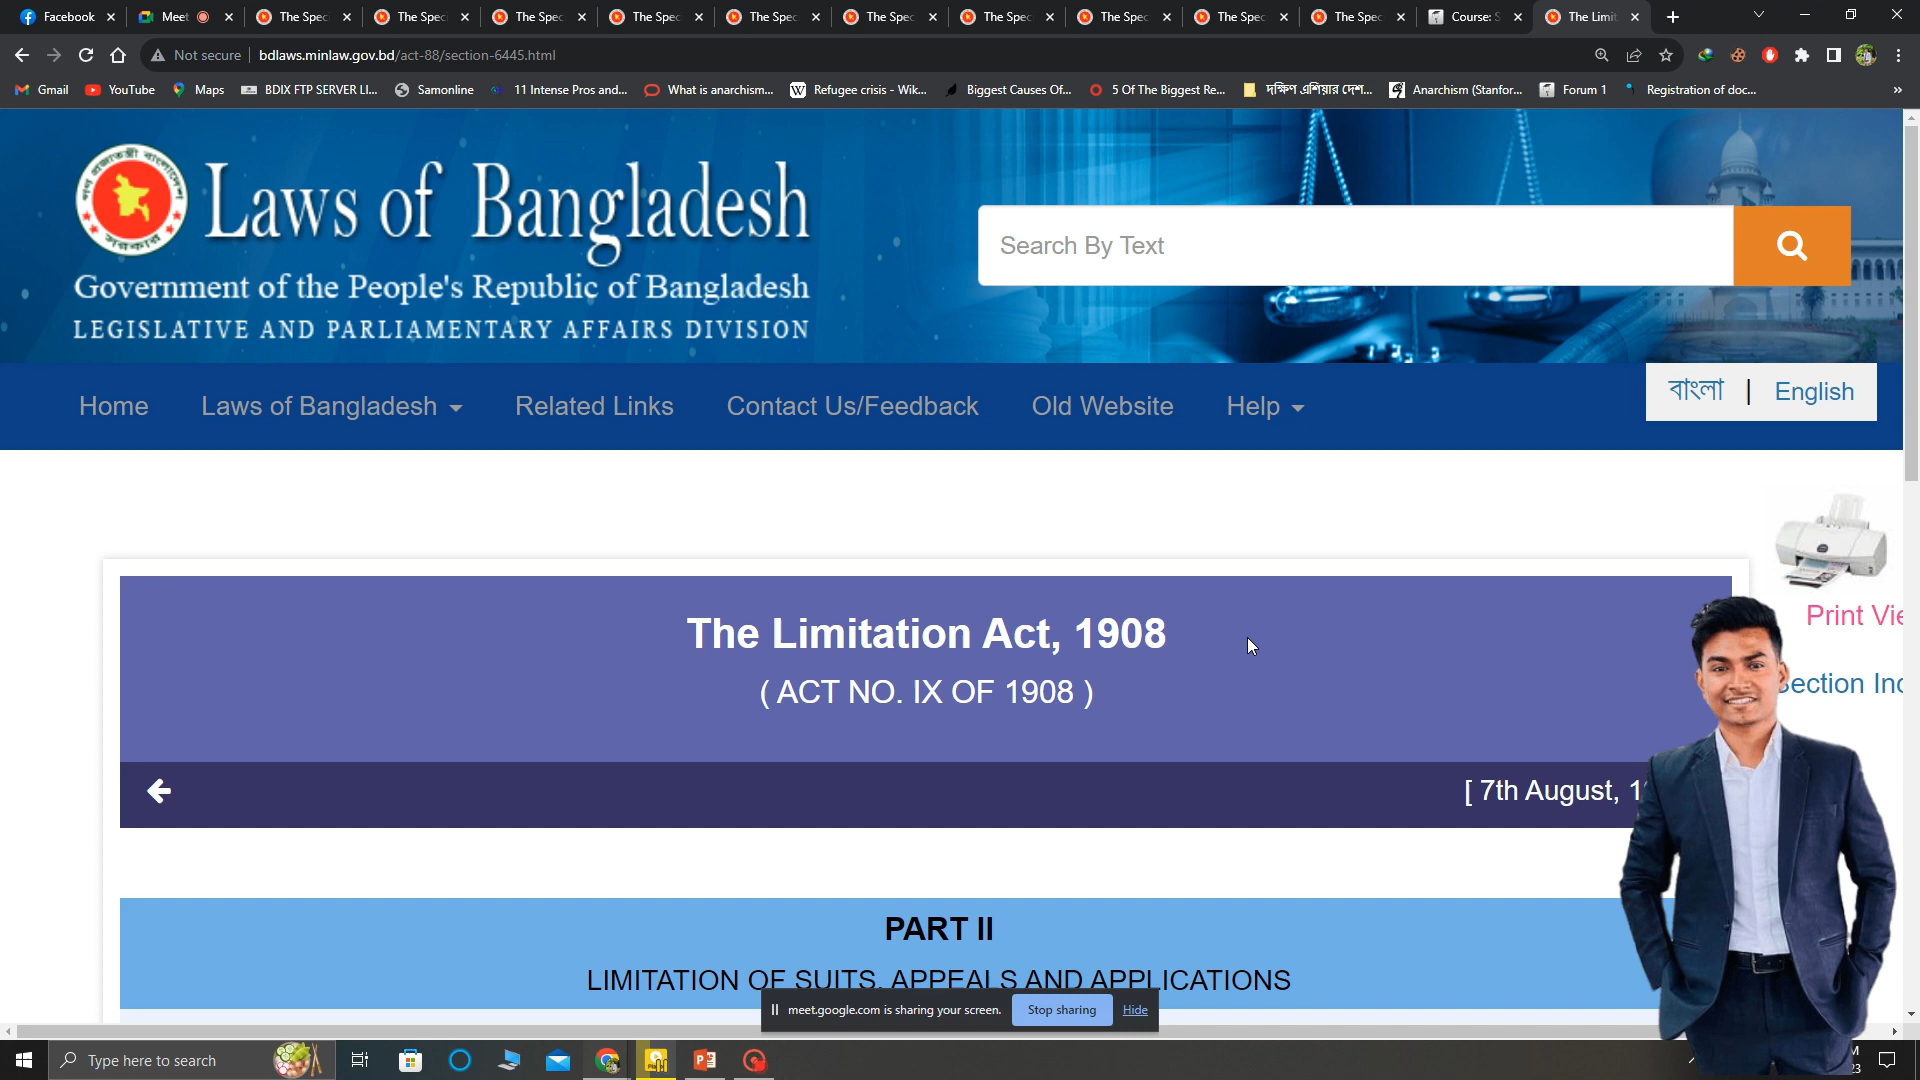 Facebook
Meet
The Spec
The Spec
The Spec
The Spec
The Spec
The Spec
The Spec
The Spec
The Spec
The Spec
Course: S
The Limit
Not secure
bdlaws.minlaw.gov.bd/act-88/section-6445.html
Gmail
YouTube
Maps
BDIX FTP SERVER LI...
Samonline
11 Intense Pros and...
What is anarchism...
Refugee crisis - Wik...
Biggest Causes Of...
5 Of The Biggest Re...
দক্ষিণ এশিয়ার দেশ...
Anarchism (Stanfor...
Forum 1
Registration of doc...
Laws of Bangladesh
Government of the People's Republic of Bangladesh
LEGISLATIVE AND PARLIAMENTARY AFFAIRS DIVISION
Search By Text
Home
Laws of Bangladesh
Related Links
Contact Us/Feedback
Old Website
Help
বাংলা | English
Print Vie
Section Ind
The Limitation Act, 1908
( ACT NO. IX OF 1908 )
[ 7th August, 1
PART II
LIMITATION OF SUITS, APPEALS AND APPLICATIONS
meet.google.com is sharing your screen.
Stop sharing
Hide
Type here to search